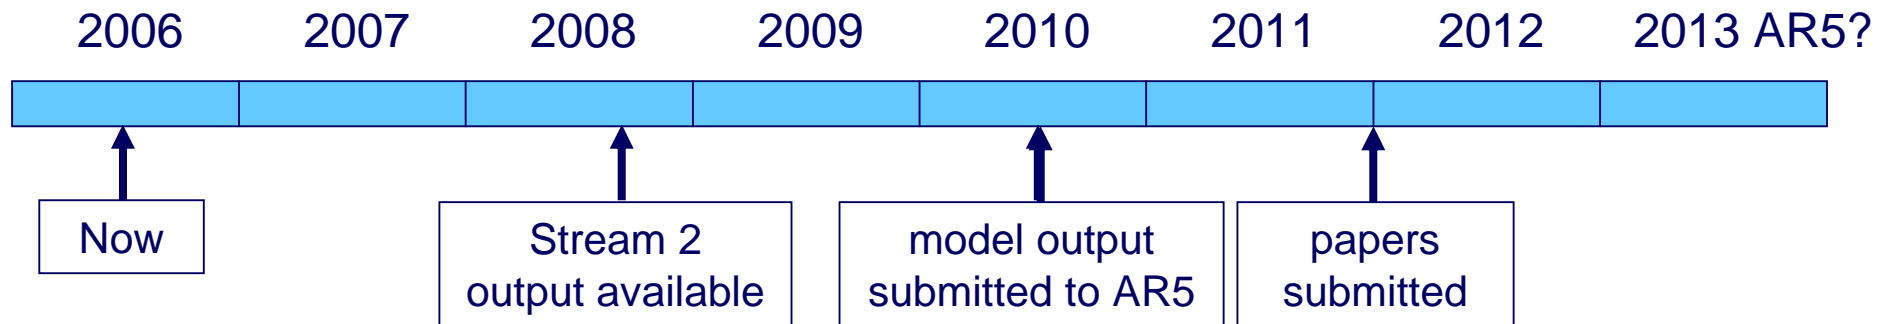 2006 2007 2008 2009 2010 2011 2012 2013 AR5?
Now
Stream 2
output available
model output
submitted to AR5
papers
submitted